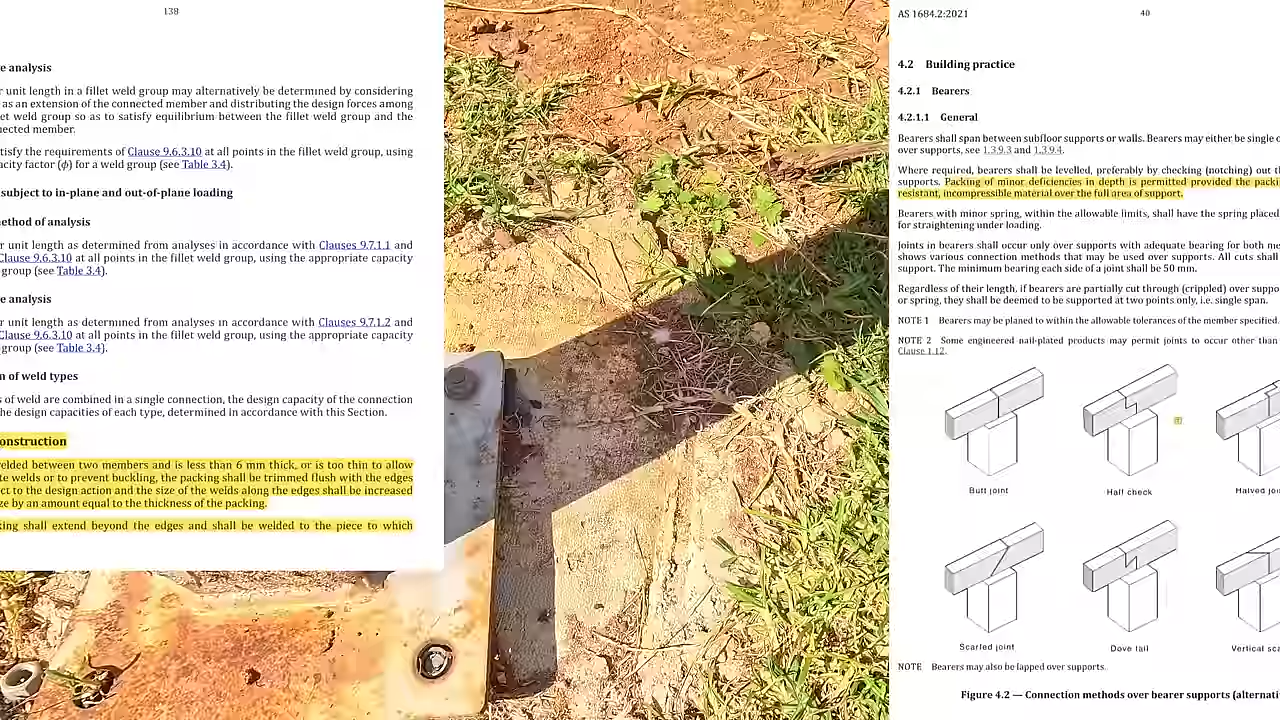 138
e analysis
r unit length in a fillet weld group may alternatively be determined by considering
as an extension of the connected member and distributing the design forces among
et weld group so as to satisfy equilibrium between the fillet weld group and the
nected member.
tisfy the requirements of Clause 9.6.3.10 at all points in the fillet weld group, using
acity factor (ϕ) for a weld group (see Table 3.4).
subject to in-plane and out-of-plane loading
ethod of analysis
r unit length as determined from analyses in accordance with Clauses 9.7.1.1 and
Clause 9.6.3.10 at all points in the fillet weld group, using the appropriate capacity
group (see Table 3.4).
e analysis
r unit length as determined from analyses in accordance with Clauses 9.7.1.2 and
Clause 9.6.3.10 at all points in the fillet weld group, using the appropriate capacity
group (see Table 3.4).
n of weld types
s of weld are combined in a single connection, the design capacity of the connection
he design capacities of each type, determined in accordance with this Section.
onstruction
elded between two members and is less than 6 mm thick, or is too thin to allow
te welds or to prevent buckling, the packing shall be trimmed flush with the edges
ct to the design action and the size of the welds along the edges shall be increased
ze by an amount equal to the thickness of the packing.
king shall extend beyond the edges and shall be welded to the piece to which
AS 1684.2:2021
40
4.2 Building practice
4.2.1 Bearers
4.2.1.1 General
Bearers shall span between subfloor supports or walls. Bearers may either be single o
over supports, see 1.3.9.3 and 1.3.9.4.
Where required, bearers shall be levelled, preferably by checking (notching) out th
supports. Packing of minor deficiencies in depth is permitted provided the packi
resistant, incompressible material over the full area of support.
Bearers with minor spring, within the allowable limits, shall have the spring placed
for straightening under loading.
Joints in bearers shall occur only over supports with adequate bearing for both me
shows various connection methods that may be used over supports. All cuts shall
support. The minimum bearing each side of a joint shall be 50 mm.
Regardless of their length, if bearers are partially cut through (crippled) over suppo
or spring, they shall be deemed to be supported at two points only, i.e. single span.
NOTE 1 Bearers may be planed to within the allowable tolerances of the member specified.
NOTE 2 Some engineered nail-plated products may permit joints to occur other than
Clause 1.12.
Butt joint
Half check
Halved joi
Scarfed joint
Dove tail
Vertical sca
NOTE Bearers may also be lapped over supports.
Figure 4.2 — Connection methods over bearer supports (alternati